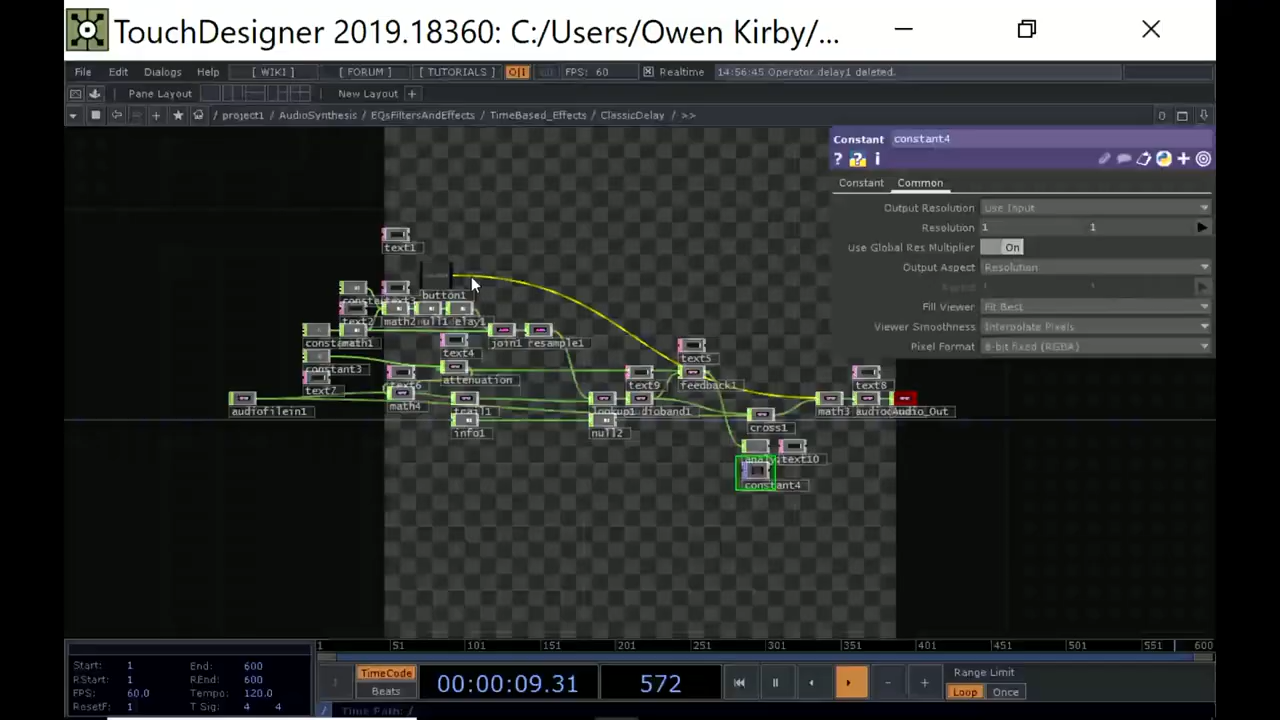 TouchDesigner 2019.18360: C:/Users/Owen Kirby/...
File Edit Dialogs Help [ WIKI ] [ FORUM ] [ TUTORIALS ] O|I FPS: 60 Realtime 14:56:45 Operator delay1 deleted.
Pane Layout New Layout +
/ project1 / AudioSynthesis / EQsFiltersAndEffects / TimeBased_Effects / ClassicDelay / >>
Constant constant4
Constant Common
Output Resolution Use Input
Resolution 1 1
Use Global Res Multiplier On
Output Aspect Resolution
Fill Viewer Fit Best
Viewer Smoothness Interpolate Pixels
Pixel Format 8-bit fixed (RGBA)
text1
button1
text2 math2
math1 join1 resample1
text4 text5
constant3
text7 attenuation text9 feedback1 text8
text6
math4
audiofilein1 math3 Audio_Out
cross1
info1 null2
text10
constant4
1 51 101 151 201 251 301 351 401 451 501 551 600
Start: 1 End: 600
RStart: 1 REnd: 600
FPS: 60.0 Tempo: 120.0
ResetF: 1 T Sig: 4 4
TimeCode
Beats
00:00:09.31 572
Range Limit
Loop Once
/ Time Path: /